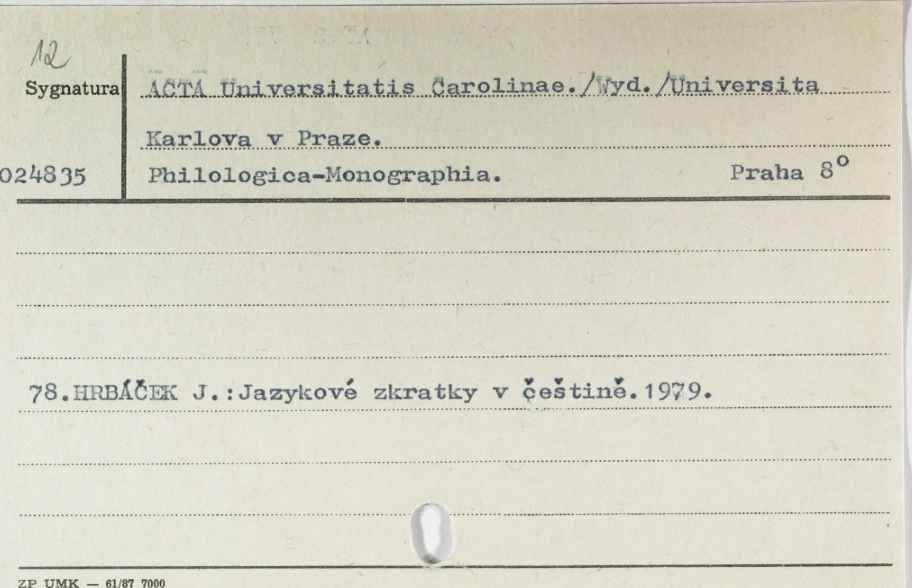 12
Sygnatura
ACTA Universitatis Carolinae./Wyd./Universita
Karlova v Praze.
024835
Philologica-Monographia. Praha 8°
78.HRBÁČEK J.:Jazykové zkratky v češtině.1979.
ZP UMK — 61/87 7000